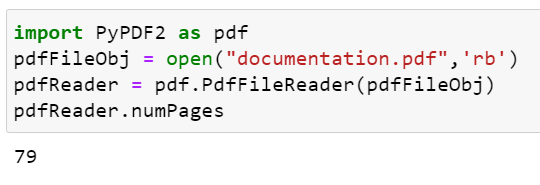 import PyPDF2 as pdf
pdfFileObj = open("documentation.pdf",'rb')
pdfReader = pdf.PdfFileReader(pdfFileObj)
pdfReader.numPages
79